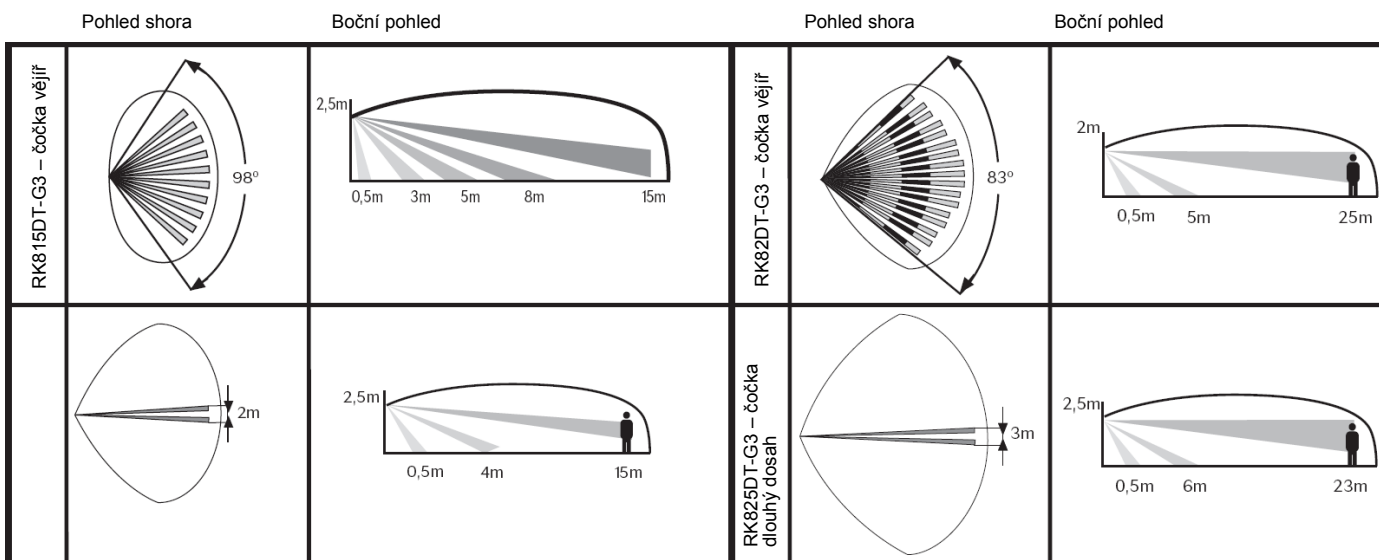 Pohled shora
Boční pohled
Pohled shora
Boční pohled
RK815DT-G3 – čočka vějíř
98º
2,5m
0,5m 3m 5m 8m 15m
RK82DT-G3 – čočka vějíř
83º
2m
0,5m 5m 25m
2m
2,5m
0,5m 4m 15m
RK825DT-G3 – čočka
dlouhý dosah
3m
2,5m
0,5m 6m 23m